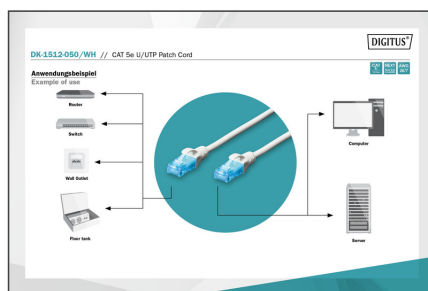 DIGITUS®
DK-1512-050/WH // CAT 5e U/UTP Patch Cord
Anwendungsbeispiel
Example of use
Router
Switch
Wall Outlet
Floor tank
Computer
Server